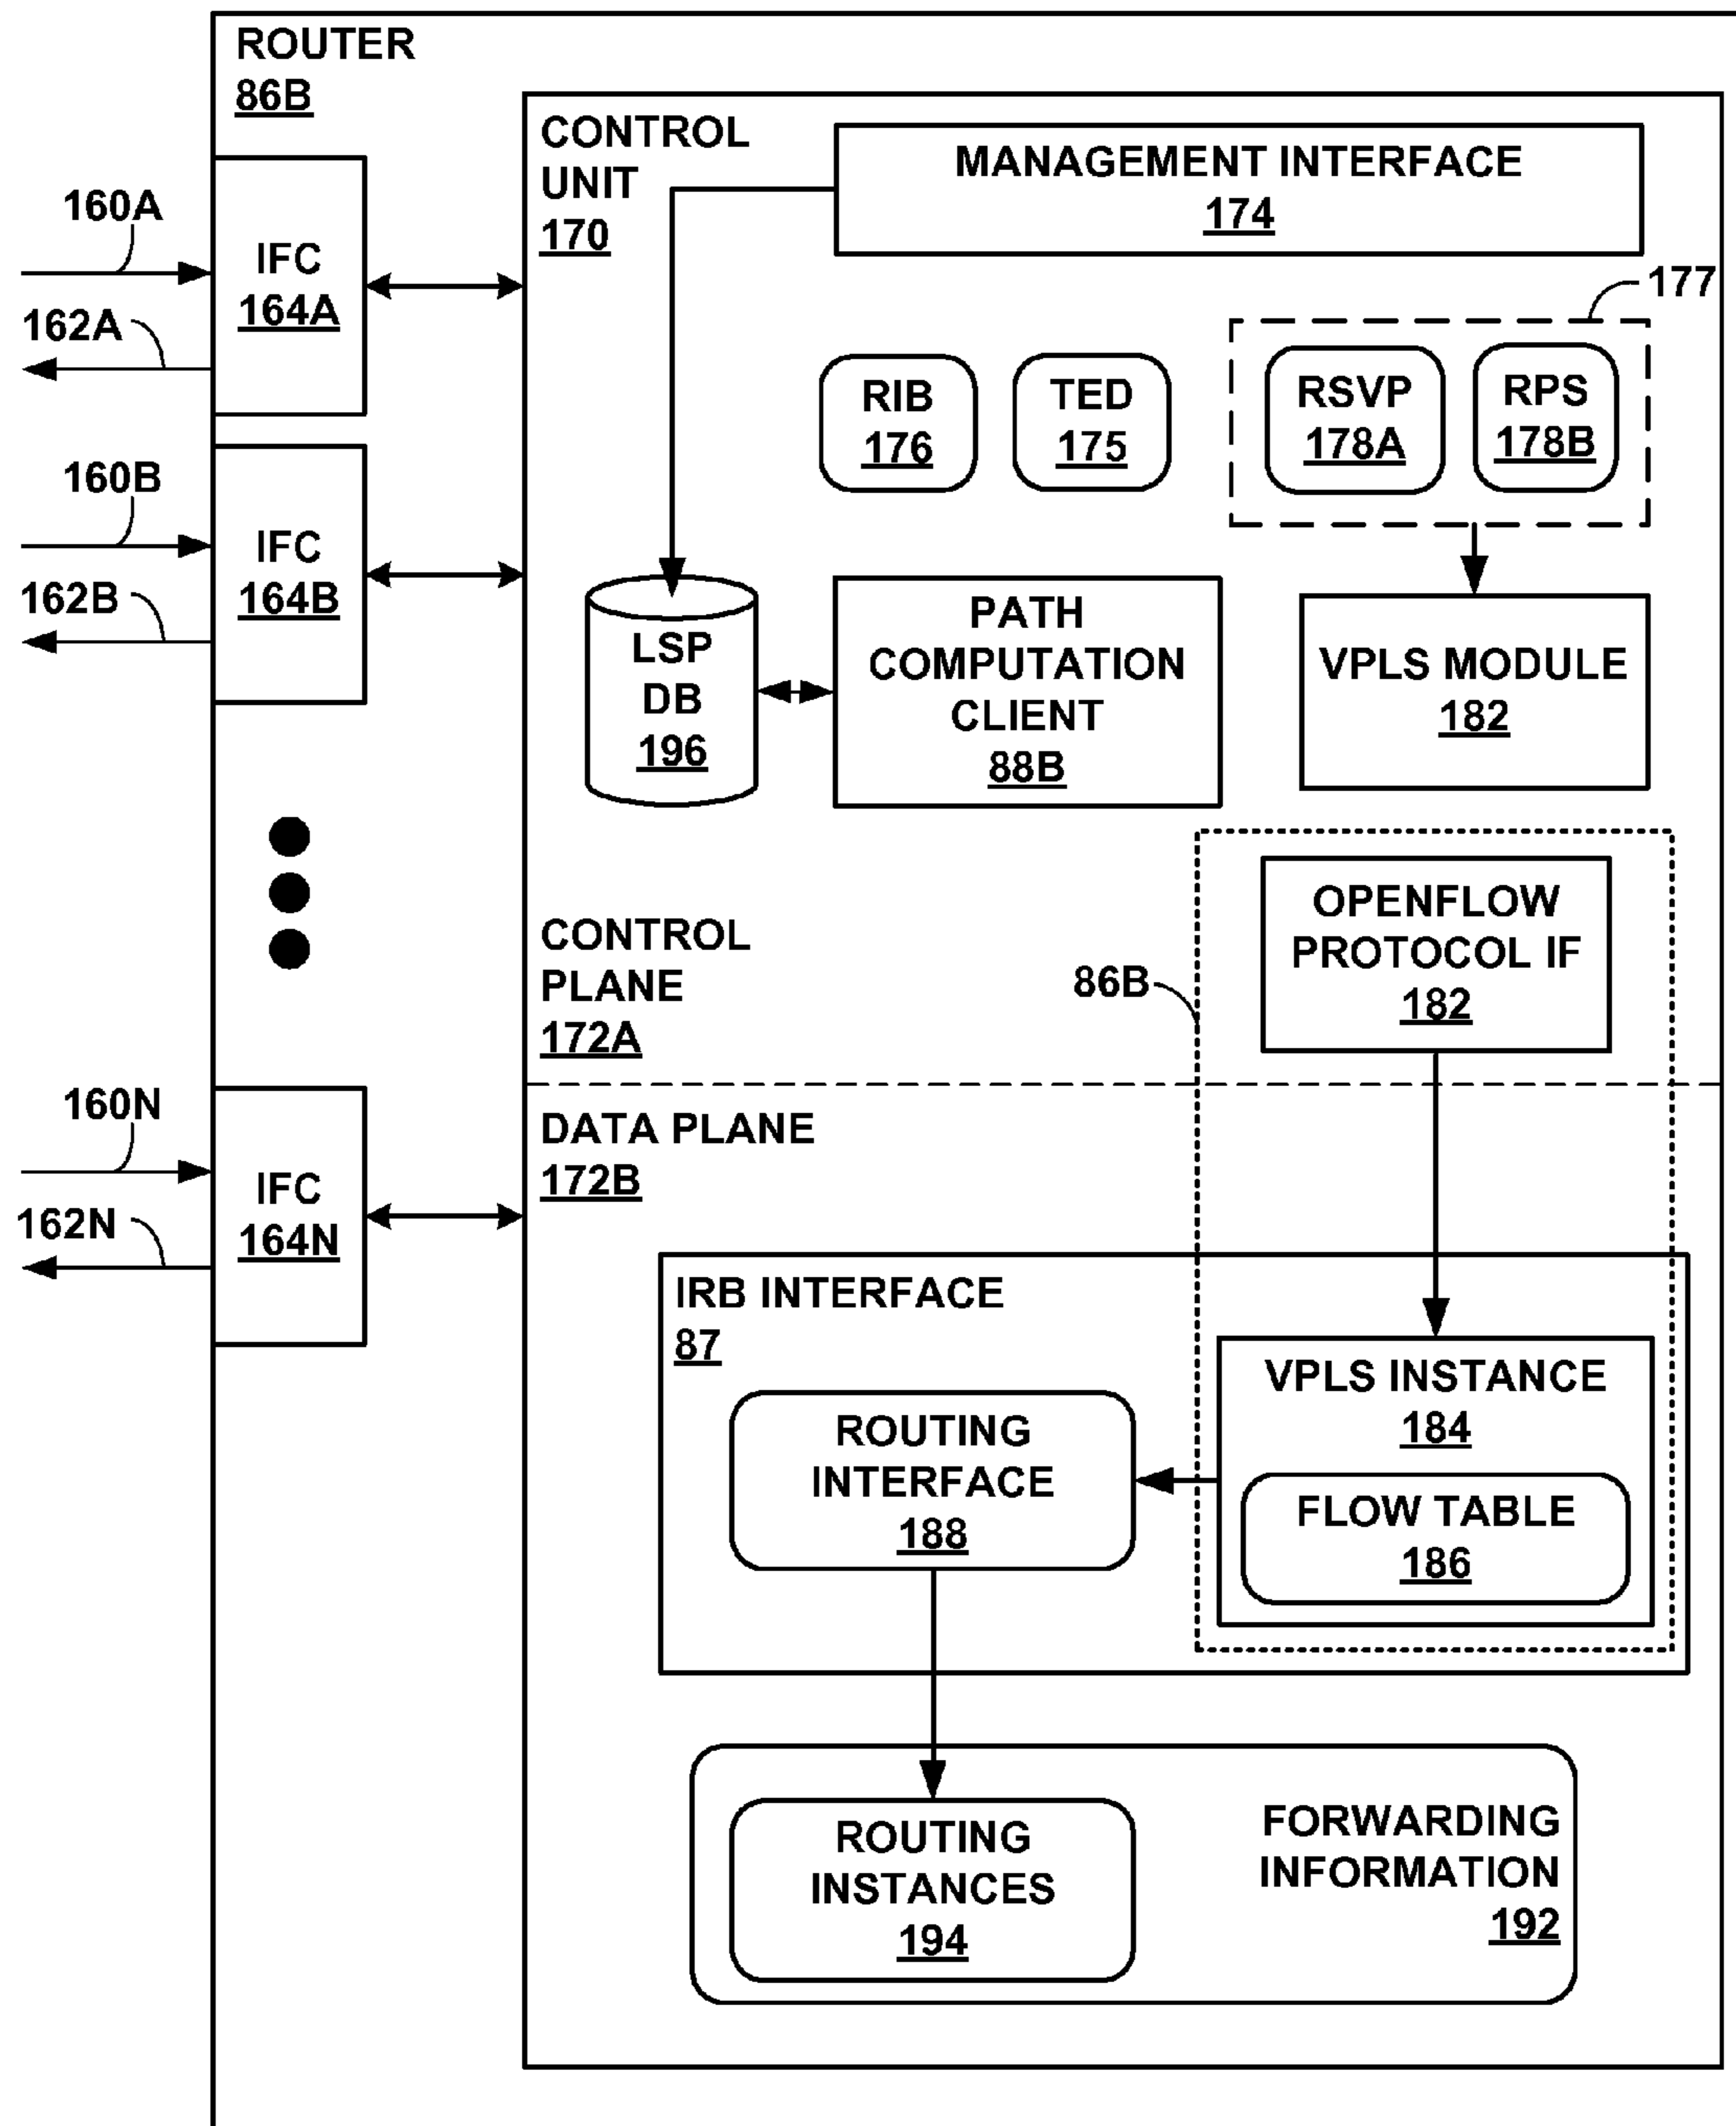 ROUTER
86B
CONTROL
UNIT
170
MANAGEMENT INTERFACE
174
160A
162A
IFC
164A
177
RIB
176
TED
175
RSVP
178A
RPS
178B
160B
162B
IFC
164B
LSP
DB
196
PATH
COMPUTATION
CLIENT
88B
VPLS MODULE
182
OPENFLOW
PROTOCOL IF
182
86B
CONTROL
PLANE
172A
DATA PLANE
172B
160N
162N
IFC
164N
IRB INTERFACE
87
VPLS INSTANCE
184
FLOW TABLE
186
ROUTING
INTERFACE
188
ROUTING
INSTANCES
194
FORWARDING
INFORMATION
192